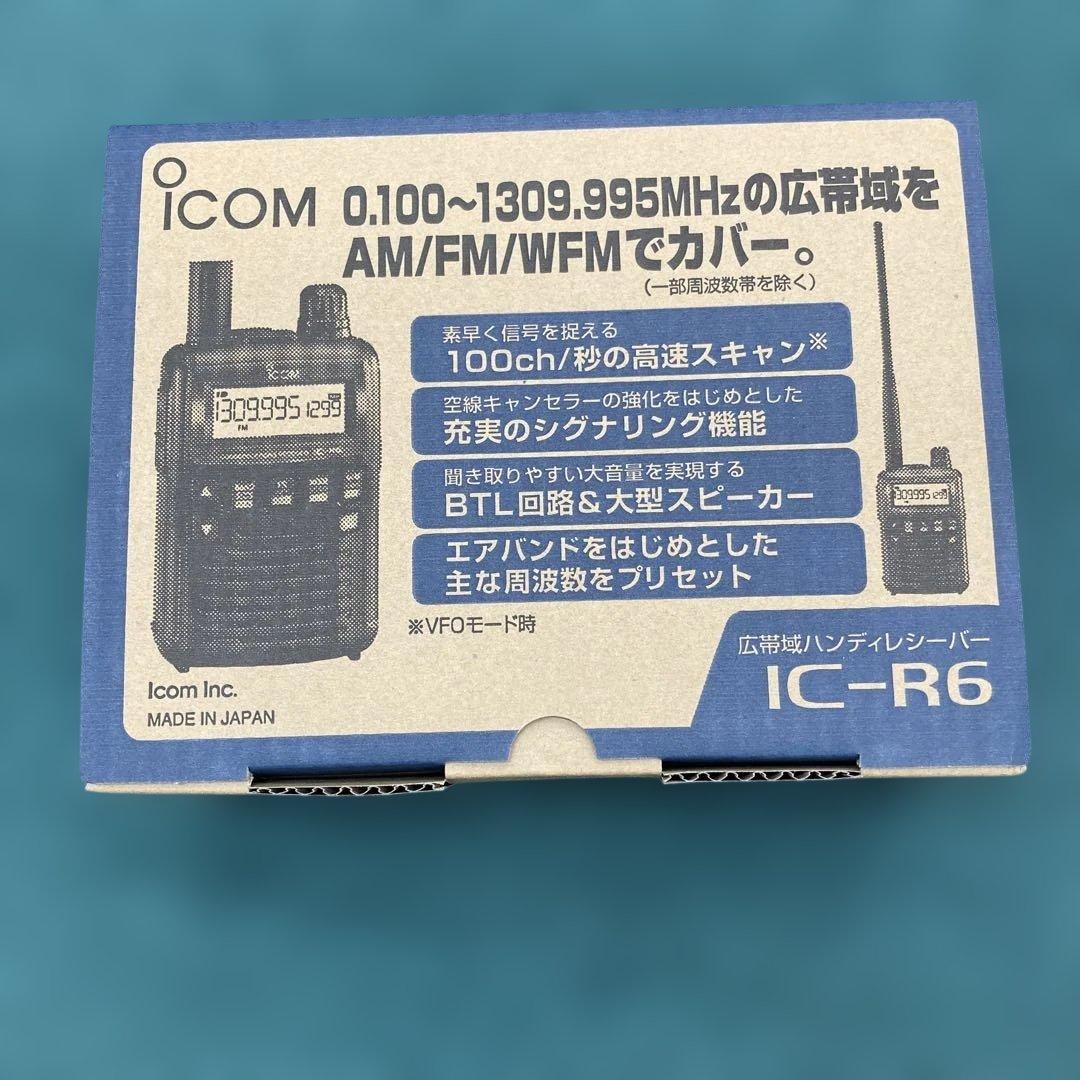 iCOM
0.100〜1309.995MHzの広帯域を
AM/FM/WFMでカバー。
(一部周波数帯を除く)
素早く信号を捉える
100ch/秒の高速スキャン※
空線キャンセラーの強化をはじめとした
充実のシグナリング機能
聞き取りやすい大音量を実現する
BTL回路&大型スピーカー
エアバンドをはじめとした
主な周波数をプリセット
※VFOモード時
1309.995 1299
FM
1309.995 1299
Icom Inc.
MADE IN JAPAN
広帯域ハンディレシーバー
IC-R6